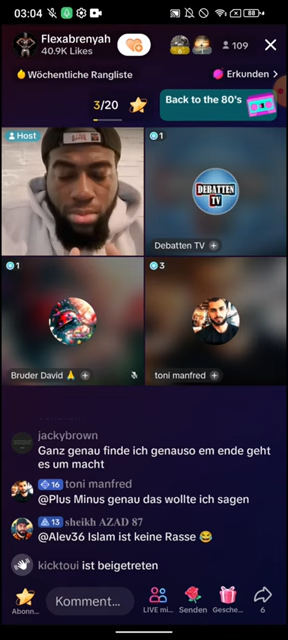 03:04
88
Flexabrenyah
40.9K Likes
109
Wöchentliche Rangliste
Erkunden >
3/20
Back to the 80's
Host
1
DEBATTEN
TV
Debatten TV +
1
3
Bruder David 🙏 +
toni manfred +
jackybrown
Ganz genau finde ich genauso em ende geht
es um macht
16 toni manfred
@Plus Minus genau das wollte ich sagen
13 sheikh AZAD 87
@Alev36 Islam ist keine Rasse 😂
kicktoui ist beigetreten
Abonn...
Komment...
LIVE mi...
Senden
Gesche...
6